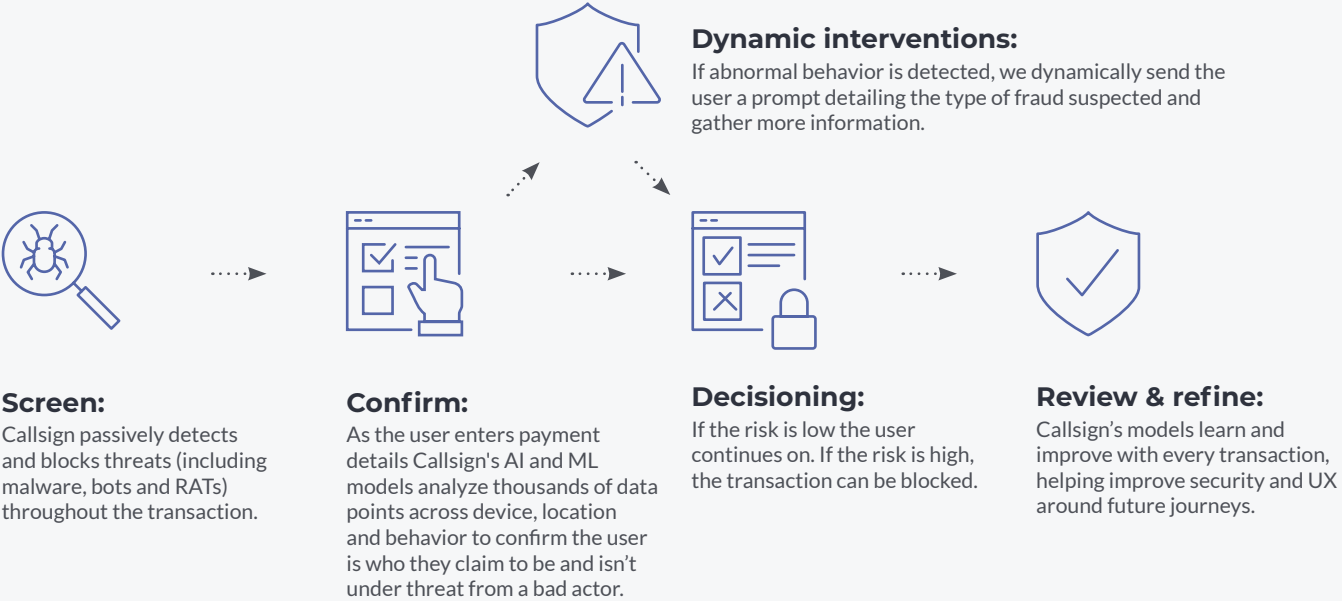 Dynamic interventions:
If abnormal behavior is detected, we dynamically send the
user a prompt detailing the type of fraud suspected and
gather more information.
Screen:
Callsign passively detects
and blocks threats (including
malware, bots and RATs)
throughout the transaction.
Confirm:
As the user enters payment
details Callsign's AI and ML
models analyze thousands of data
points across device, location
and behavior to confirm the user
is who they claim to be and isn’t
under threat from a bad actor.
Decisioning:
If the risk is low the user
continues on. If the risk is high,
the transaction can be blocked.
Review & refine:
Callsign’s models learn and
improve with every transaction,
helping improve security and UX
around future journeys.